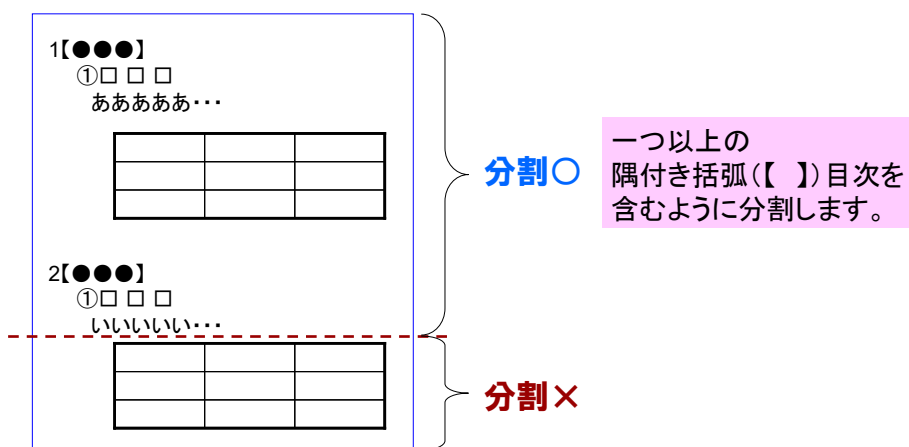 1【●●●】
①□ □ □
あああああ・・・
2【●●●】
①□ □ □
いいいいい・・・
分割○
一つ以上の
隅付き括弧(【 】)目次を
含むように分割します。
分割×